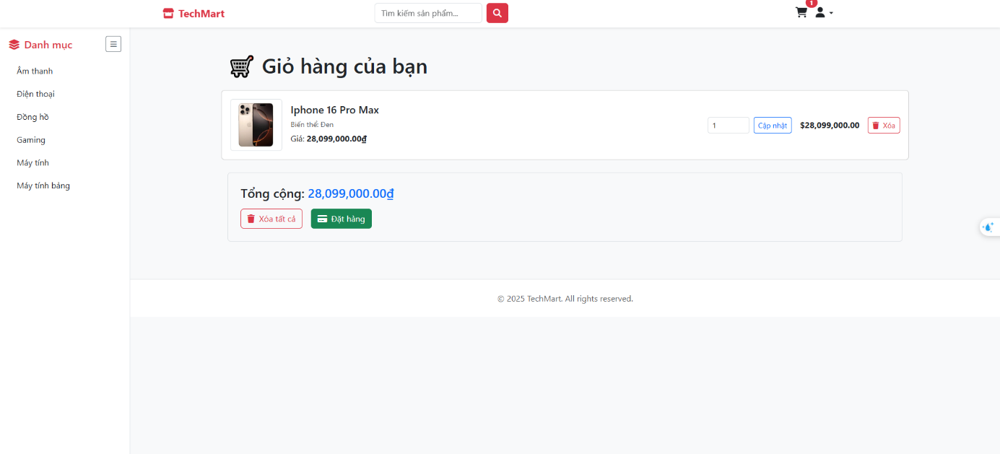 TechMart
Tìm kiếm sản phẩm...
1
Danh mục
Âm thanh
Điện thoại
Đồng hồ
Gaming
Máy tính
Máy tính bảng
Giỏ hàng của bạn
Iphone 16 Pro Max
Biến thể: Đen
Giá: 28,099,000.00₫
1
Cập nhật
$28,099,000.00
Xóa
Tổng cộng: 28,099,000.00₫
Xóa tất cả
Đặt hàng
© 2025 TechMart. All rights reserved.